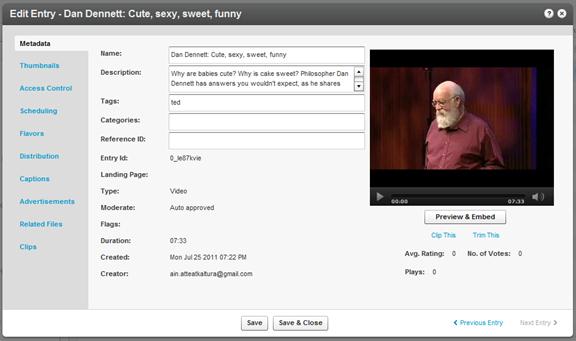 Edit Entry - Dan Dennett: Cute, sexy, sweet, funny
Metadata
Thumbnails
Access Control
Scheduling
Flavors
Distribution
Captions
Advertisements
Related Files
Clips
Name: Dan Dennett: Cute, sexy, sweet, funny
Description: Why are babies cute? Why is cake sweet? Philosopher Dan
Dennett has answers you wouldn't expect, as he shares
Tags: ted
Categories:
Reference ID:
Entry Id: 0_le87kvie
Landing Page:
Type: Video
Moderate: Auto approved
Flags:
Duration: 07:33
Created: Mon Jul 25 2011 07:22 PM
Creator: ain.atteatkaltura@gmail.com
00:00 07:33
Preview & Embed
Clip This Trim This
Avg. Rating: 0 No. of Votes: 0
Plays: 0
Save Save & Close Previous Entry Next Entry